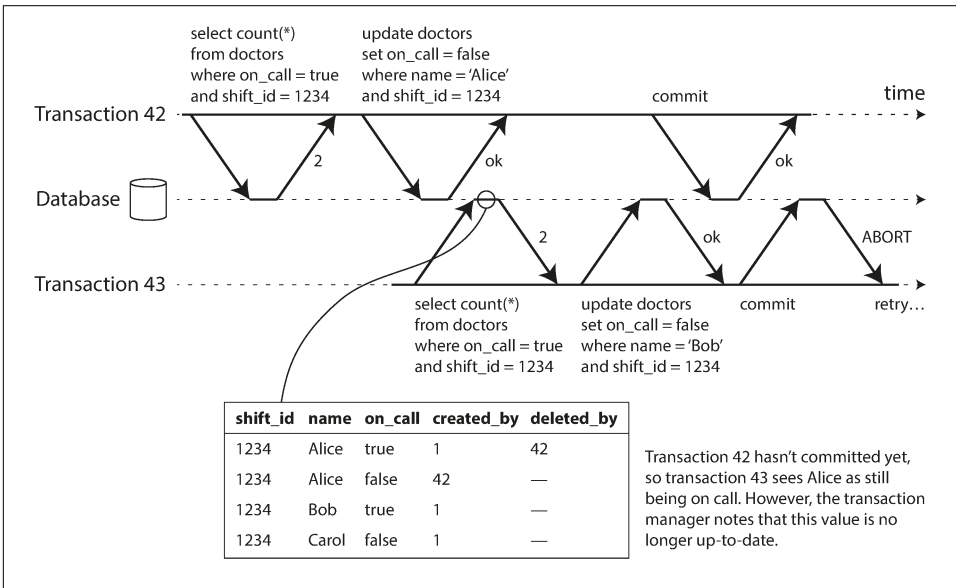 select count(*)
from doctors
where on_call = true
and shift_id = 1234
update doctors
set on_call = false
where name = ‘Alice’
and shift_id = 1234
commit
time
Transaction 42
2
ok
ok
Database
2
ok
ABORT
Transaction 43
select count(*)
from doctors
where on_call = true
and shift_id = 1234
update doctors
set on_call = false
where name = ‘Bob’
and shift_id = 1234
commit
retry…
shift_id name on_call created_by deleted_by
1234 Alice true 1 42
1234 Alice false 42 —
1234 Bob true 1 —
1234 Carol false 1 —
Transaction 42 hasn’t committed yet,
so transaction 43 sees Alice as still
being on call. However, the transaction
manager notes that this value is no
longer up-to-date.